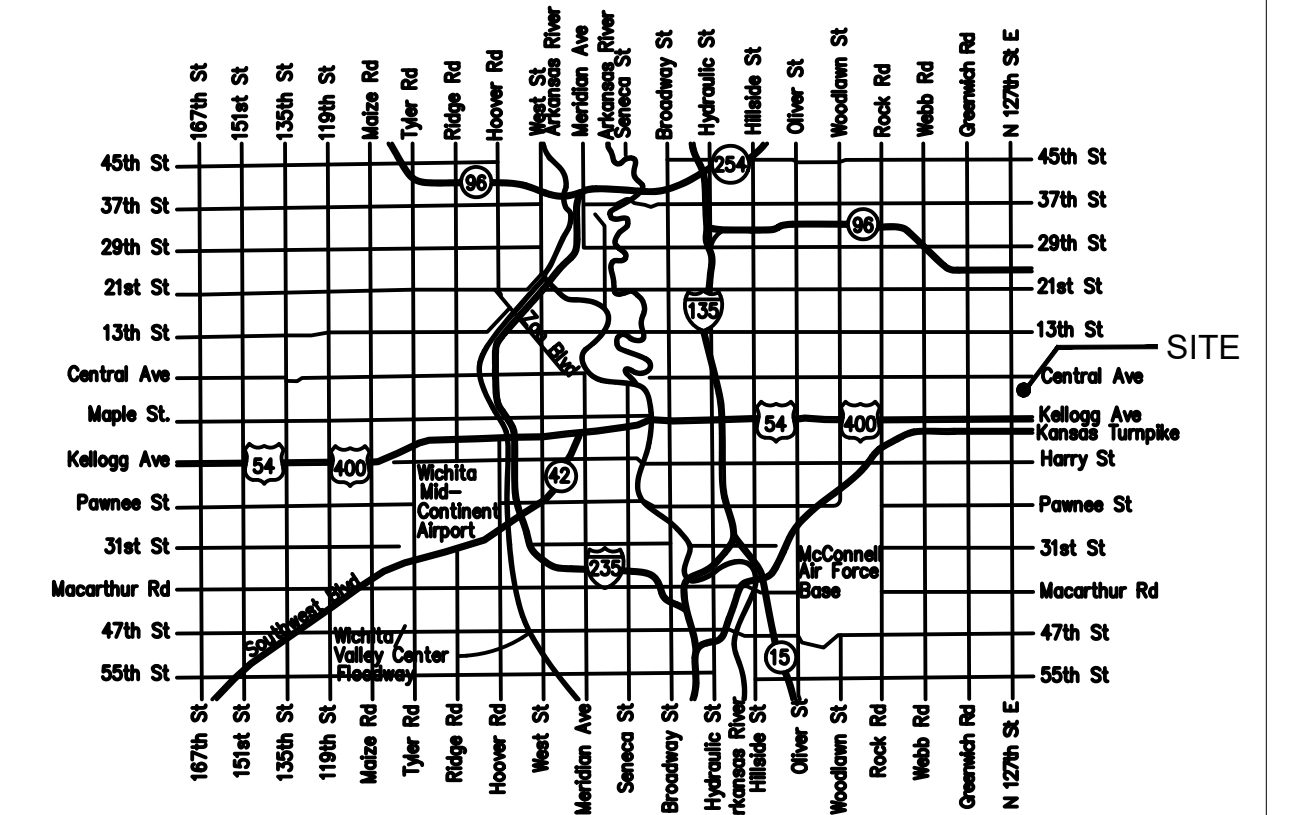 167th St
151st St
135th St
119th St
Maize Rd
Tyler Rd
Ridge Rd
Hoover Rd
West St
Arkansas River
Meridian Ave
Arkansas River
Seneca St
Broadway St
Hydraulic St
Hillside St
Oliver St
Woodlawn St
Rock Rd
Webb Rd
Greenwich Rd
N 127th St E
45th St
37th St
29th St
21st St
13th St
Central Ave
Maple St.
Kellogg Ave
Pawnee St
31st St
Macarthur Rd
47th St
55th St
96
254
96
135
Zoo Blvd
54
400
54
400
42
Wichita
Mid-
Continent
Airport
235
McConnell
Air Force
Base
Southwest Blvd
Wichita/
Valley Center
Floodway
15
45th St
37th St
29th St
21st St
13th St
SITE
Central Ave
Kellogg Ave
Kansas Turnpike
Harry St
Pawnee St
31st St
Macarthur Rd
47th St
55th St
167th St
151st St
135th St
119th St
Maize Rd
Tyler Rd
Ridge Rd
Hoover Rd
West St
Meridian Ave
Seneca St
Broadway St
Hydraulic St
rkansas River
Hillside St
Oliver St
Woodlawn St
Rock Rd
Webb Rd
Greenwich Rd
N 127th St E